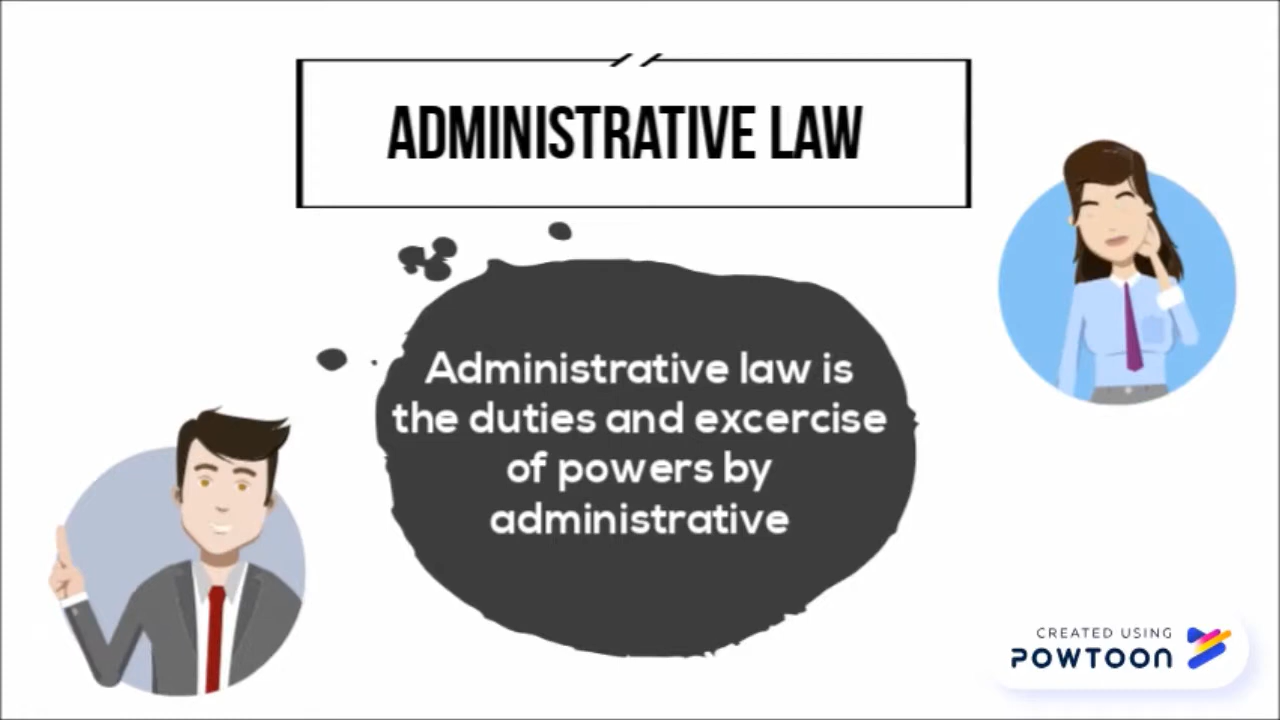 ADMINISTRATIVE LAW
Administrative law is
the duties and excercise
of powers by
administrative
CREATED USING
POWTOON